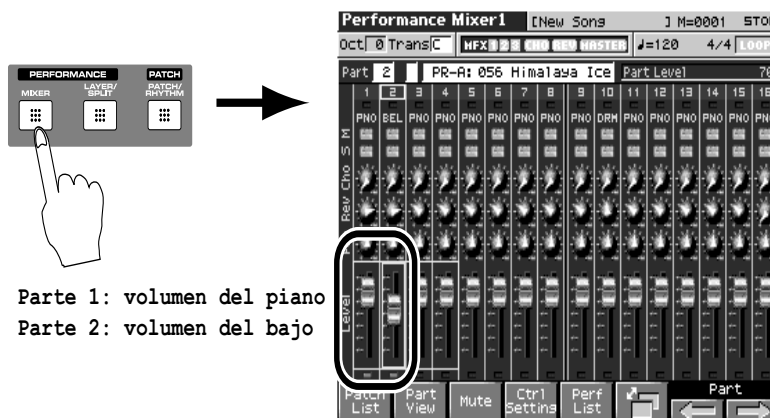 PERFORMANCE PATCH
MIXER LAYER/SPLIT PATCH/RHYTHM
Parte 1: volumen del piano
Parte 2: volumen del bajo
Performance Mixer1 [New Song ] M=0001
Oct 0 Trans C MFX 1 2 3 CHO REV MASTER ♩=120 4/4 LOOP
Part 2 PR-A: 056 Himalaya Ice Part Level
1 2 3 4 5 6 7 8 9 10 11 12 13 14 15 16
PNO BEL PNO PNO PNO PNO PNO PNO PNO DRM PNO PNO PNO PNO PNO PNO
M
S
Cho
Rev
Level
Patch List
Part View
Mute
Ctrl Setting
Perf List
Part